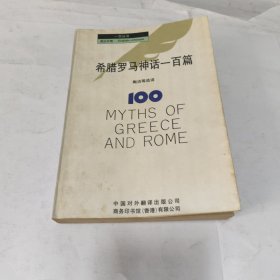 希腊罗马神话一百篇
100
MYTHS OF
GREECE
AND ROME
中国对外翻译出版公司
商务印书馆(香港)有限公司